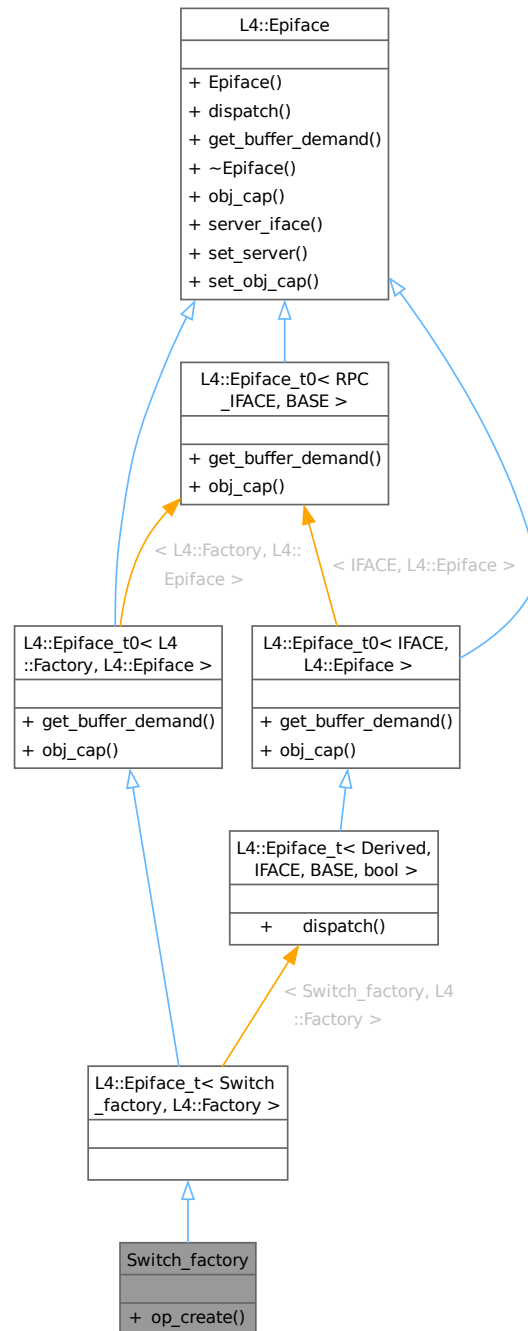 L4::Epiface
+ Epiface()
+ dispatch()
+ get_buffer_demand()
+ ~Epiface()
+ obj_cap()
+ server_iface()
+ set_server()
+ set_obj_cap()
L4::Epiface_t0< RPC
_IFACE, BASE >
+ get_buffer_demand()
+ obj_cap()
< L4::Factory, L4::
Epiface >
< IFACE, L4::Epiface >
L4::Epiface_t0< L4
::Factory, L4::Epiface >
+ get_buffer_demand()
+ obj_cap()
L4::Epiface_t0< IFACE,
L4::Epiface >
+ get_buffer_demand()
+ obj_cap()
L4::Epiface_t< Derived,
IFACE, BASE, bool >
+ dispatch()
< Switch_factory, L4
::Factory >
L4::Epiface_t< Switch
_factory, L4::Factory >
Switch_factory
+ op_create()